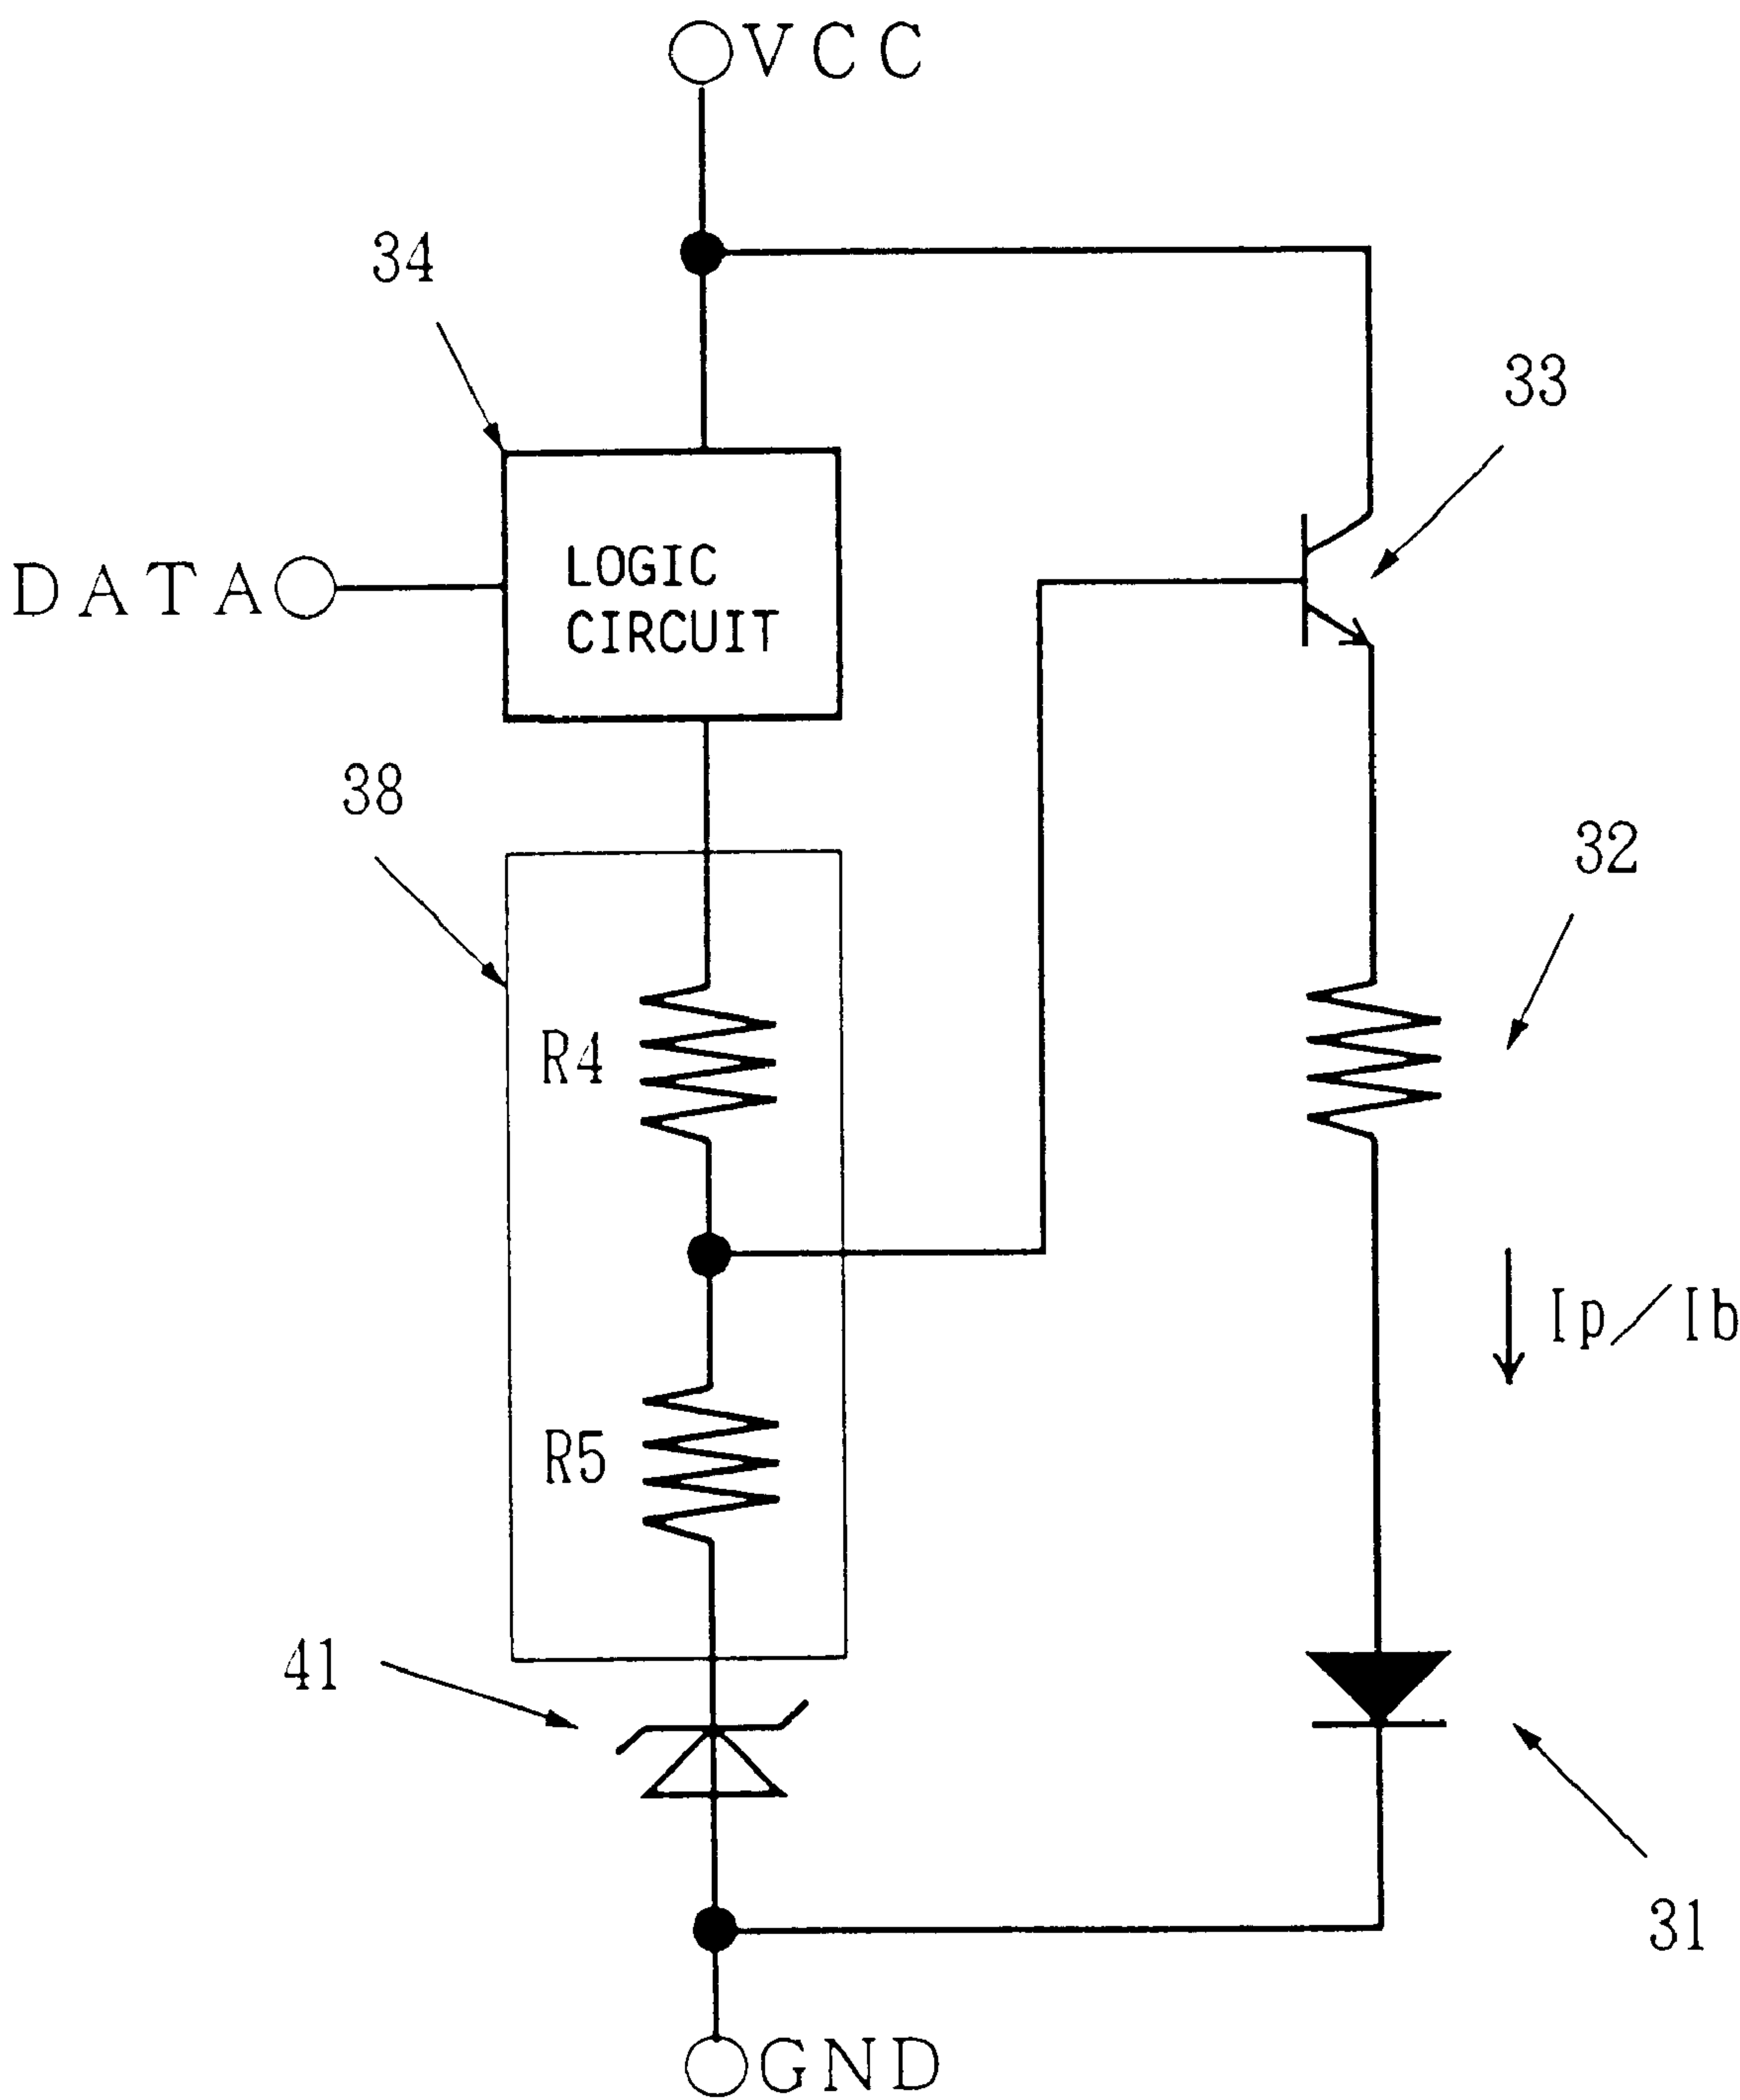 VCC
34
33
DATA
LOGIC
CIRCUIT
38
32
R4
Ip/Ib
R5
41
31
GND